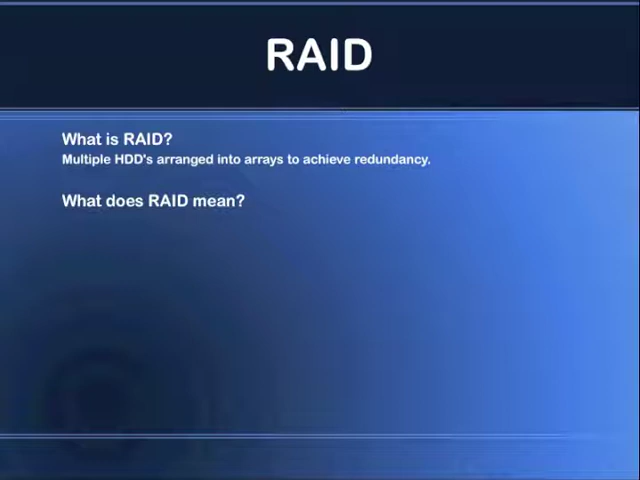 RAID
What is RAID?
Multiple HDD's arranged into arrays to achieve redundancy.
What does RAID mean?